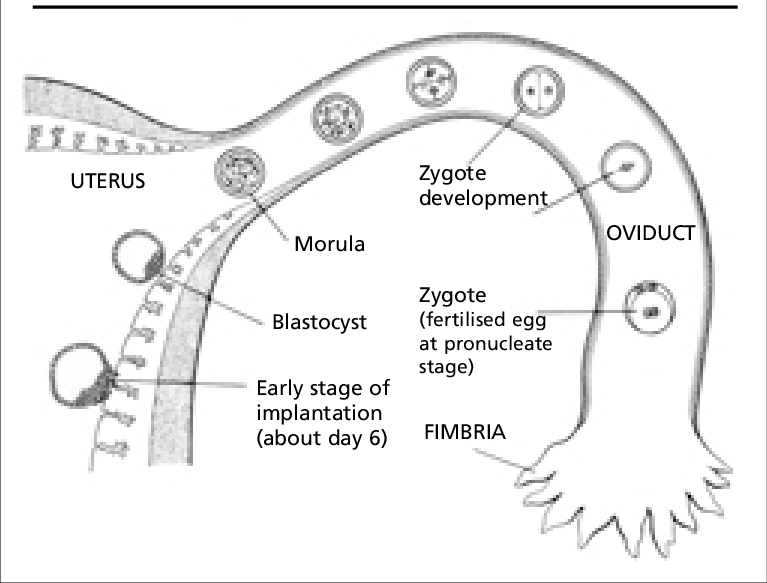 UTERUS
Zygote
development
OVIDUCT
Morula
Zygote
(fertilised egg
at pronucleate
stage)
Blastocyst
Early stage of
implantation
(about day 6)
FIMBRIA